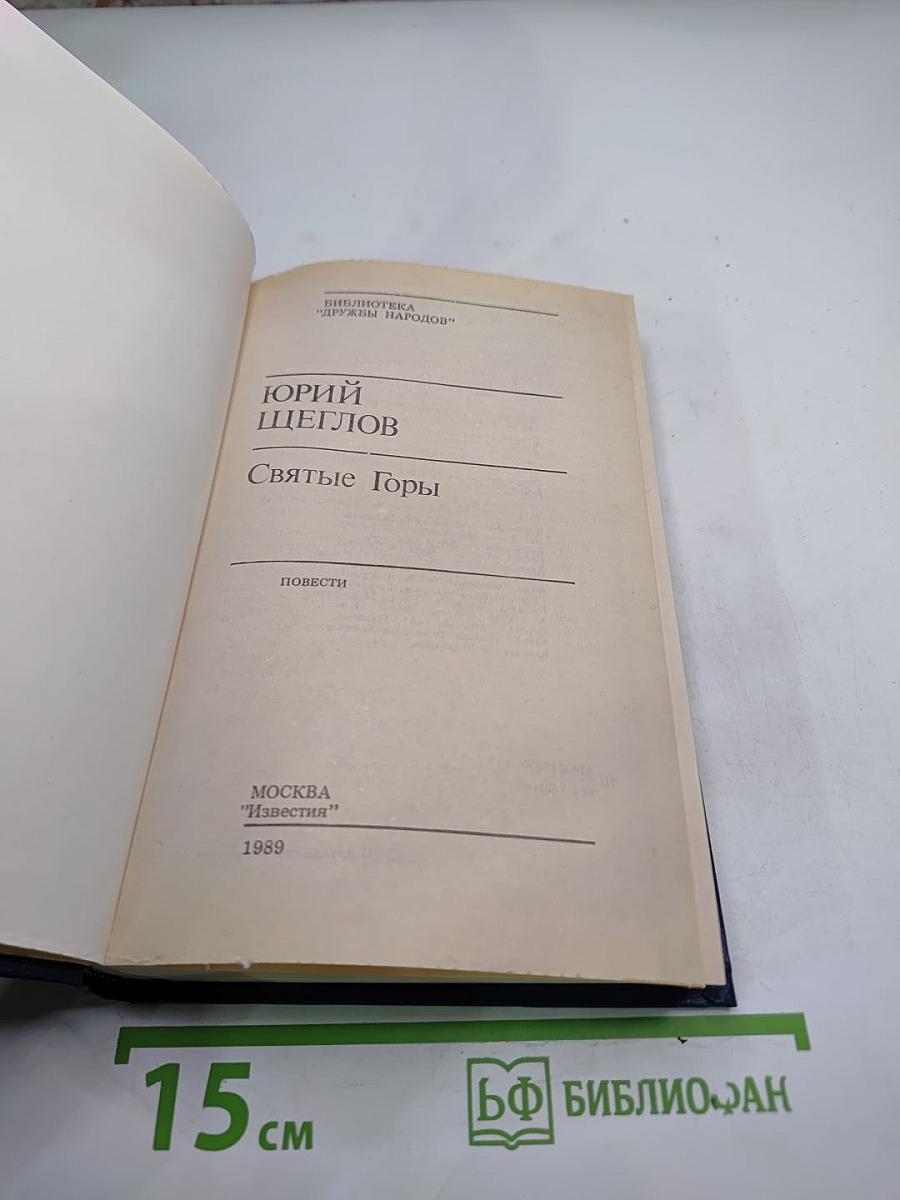 БИБЛИОТЕКА
"ДРУЖБЫ НАРОДОВ"
ЮРИЙ
ЩЕГЛОВ
Святые Горы
ПОВЕСТИ
МОСКВА
"Известия"
1989
15 см
БФ БИБЛИОФАН